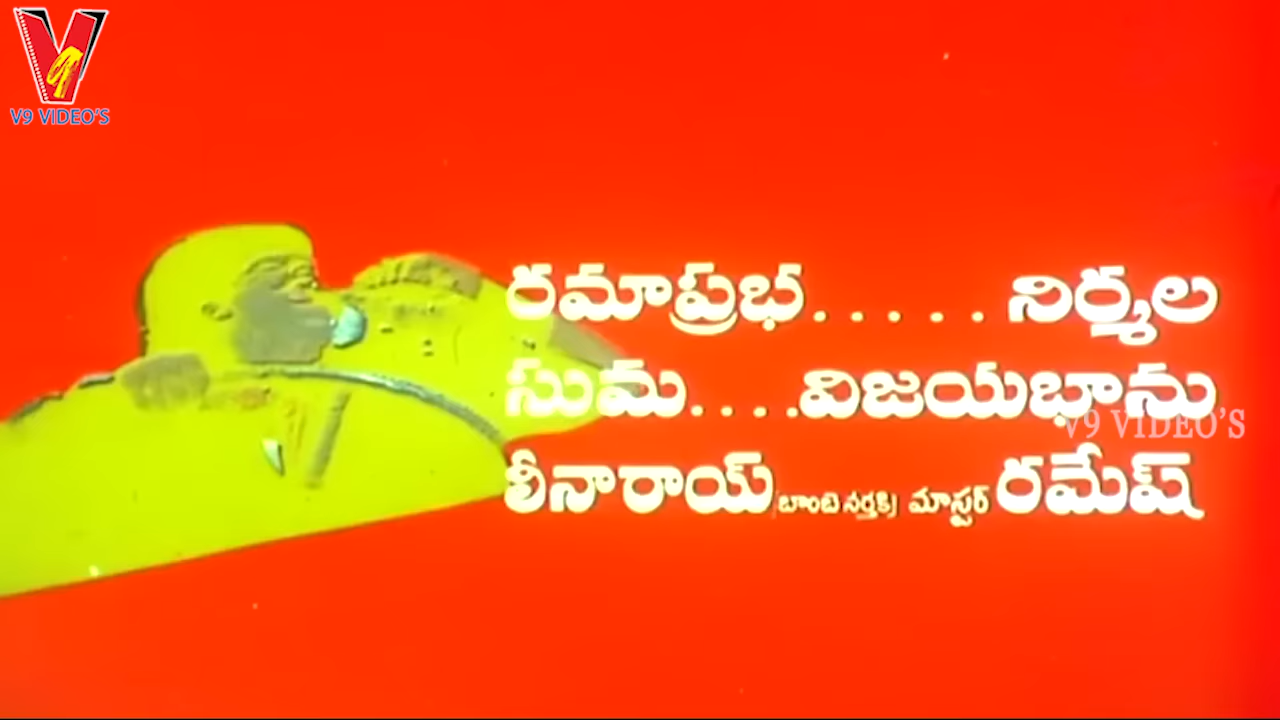 V9 VIDEO'S
రమాప్రభ..... నిర్మల
సుమ....విజయభాను
V9 VIDEO'S
లీనారాయ్ (బాంబె నర్తకి) మాస్టర్ రమేష్